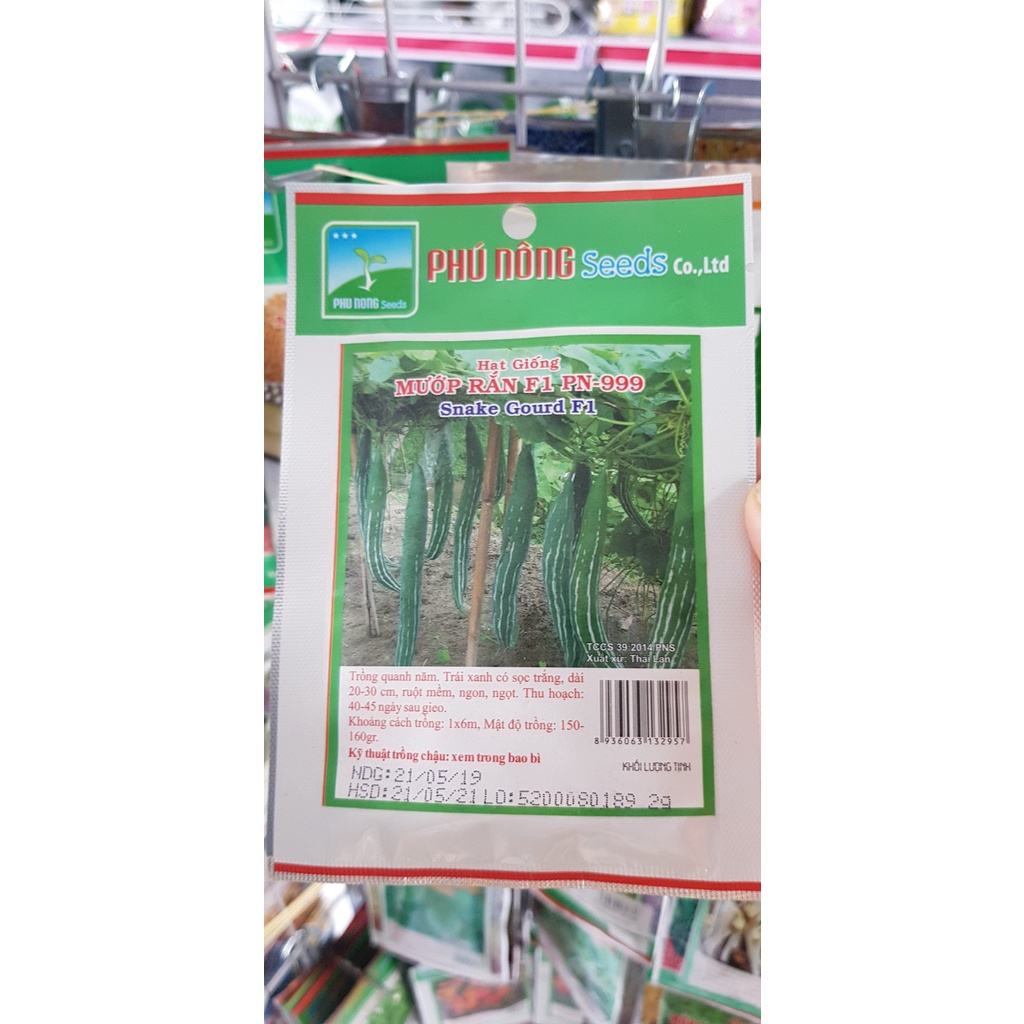 PHÚ NÔNG Seeds Co.,Ltd
PHU NONG Seeds
Hạt Giống
MƯỚP RẮN F1 PN-999
Snake Gourd F1
TCCS 39:2014/PNS
Xuất xứ: Thái Lan
Trồng quanh năm. Trái xanh có sọc trắng, dài
20-30 cm, ruột mềm, ngon, ngọt. Thu hoạch:
40-45 ngày sau gieo.
Khoảng cách trồng: 1x6m, Mật độ trồng: 150-
160gr.
Kỹ thuật trồng chậu: xem trong bao bì
8 936063 132957
KHỐI LƯỢNG TỊNH
NDG:21/05/19
HSD:21/05/21 LO:5200080189 2g